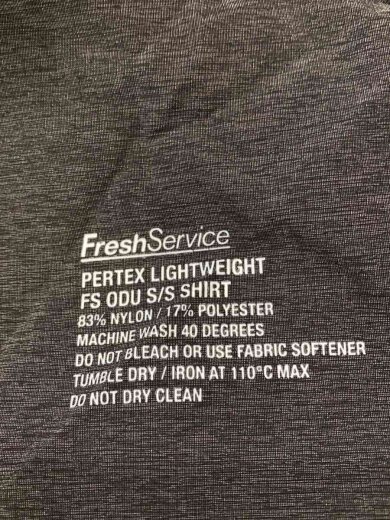 FreshService
PERTEX LIGHTWEIGHT
FS ODU S/S SHIRT
83% NYLON / 17% POLYESTER
MACHINE WASH 40 DEGREES
DO NOT BLEACH OR USE FABRIC SOFTENER
TUMBLE DRY / IRON AT 110°C MAX
DO NOT DRY CLEAN